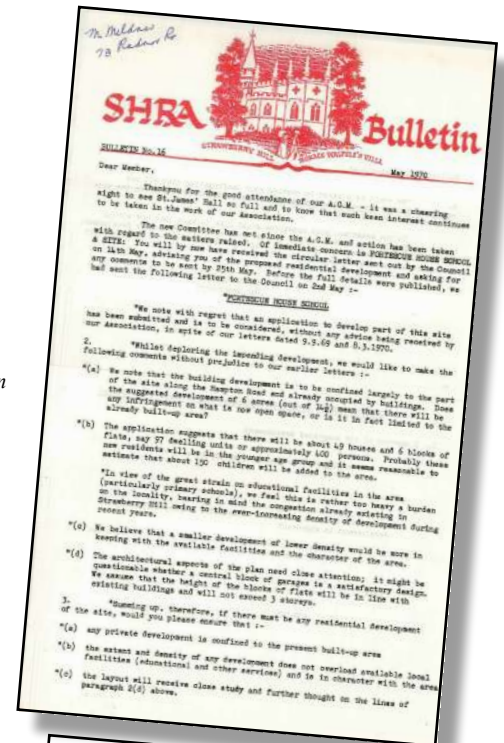 M. Mildner
73 Radnor Rd
SHRA Bulletin
STRAWBERRY HILL HORACE WALPOLE'S VILLA
BULLETIN No.16
May 1970
Dear Member,
Thankyou for the good attendance of our A.G.M. - it was a cheering
sight to see St.James' Hall so full and to know that such keen interest continues
to be taken in the work of our Association.
The new Committee has met since the A.G.M. and action has been taken
with regard to the matters raised. Of immediate concern is PORTEMOUR HOUSE SCHOOL
& SITE: You will by now have received the circular letter sent out by the Council
on 14th May, advising you of the proposed residential development and asking for
any comments to be sent by 25th May. Before the full details were published, we
had sent the following letter to the Council on 2nd May :-
"PORTEMOUR HOUSE SCHOOL
"We note with regret that an application to develop part of this site
has been submitted and is to be considered, without any advice being received by
our Association, in spite of our letters dated 9.9.69 and 8.3.1970.
2. "Whilst deploring the impending development, we would like to make the
following comments without prejudice to our earlier letters :-
"(a) We note that the building development is to be confined largely to the part
of the site along the Hampton Road end already occupied by buildings. Does
the suggested development of 6 acres (out of 14½) mean that there will be
any infringement on what is now open space, or is it in fact limited to the
already built-up area?
"(b) The application suggests that there will be about 49 houses and 6 blocks of
flats, say 97 dwelling units or approximately 400 persons. Probably these
new residents will be in the younger age group and it seems reasonable to
estimate that about 150 children will be added to the area.
"In view of the great strain on educational facilities in the area
(particularly primary schools), we feel this is rather too heavy a burden
on the locality, bearing in mind the congestion already existing in
Strawberry Hill owing to the ever-increasing density of development during
recent years.
"(c) We believe that a smaller development of lower density would be more in
keeping with the available facilities and the character of the area.
"(d) The architectural aspects of the plan need close attention; it might be
questionable whether a central block of garages is a satisfactory design.
We assume that the height of the blocks of flats will be in line with
existing buildings and will not exceed 3 storeys.
3. "Summing up, therefore, if there must be any residential development
of the site, would you please ensure that :-
"(a) any private development is confined to the present built-up area
"(b) the extent and density of any development does not overload available local
facilities (educational and other services) and is in character with the area
"(c) the layout will receive close study and further thought on the lines of
paragraph 2(d) above.